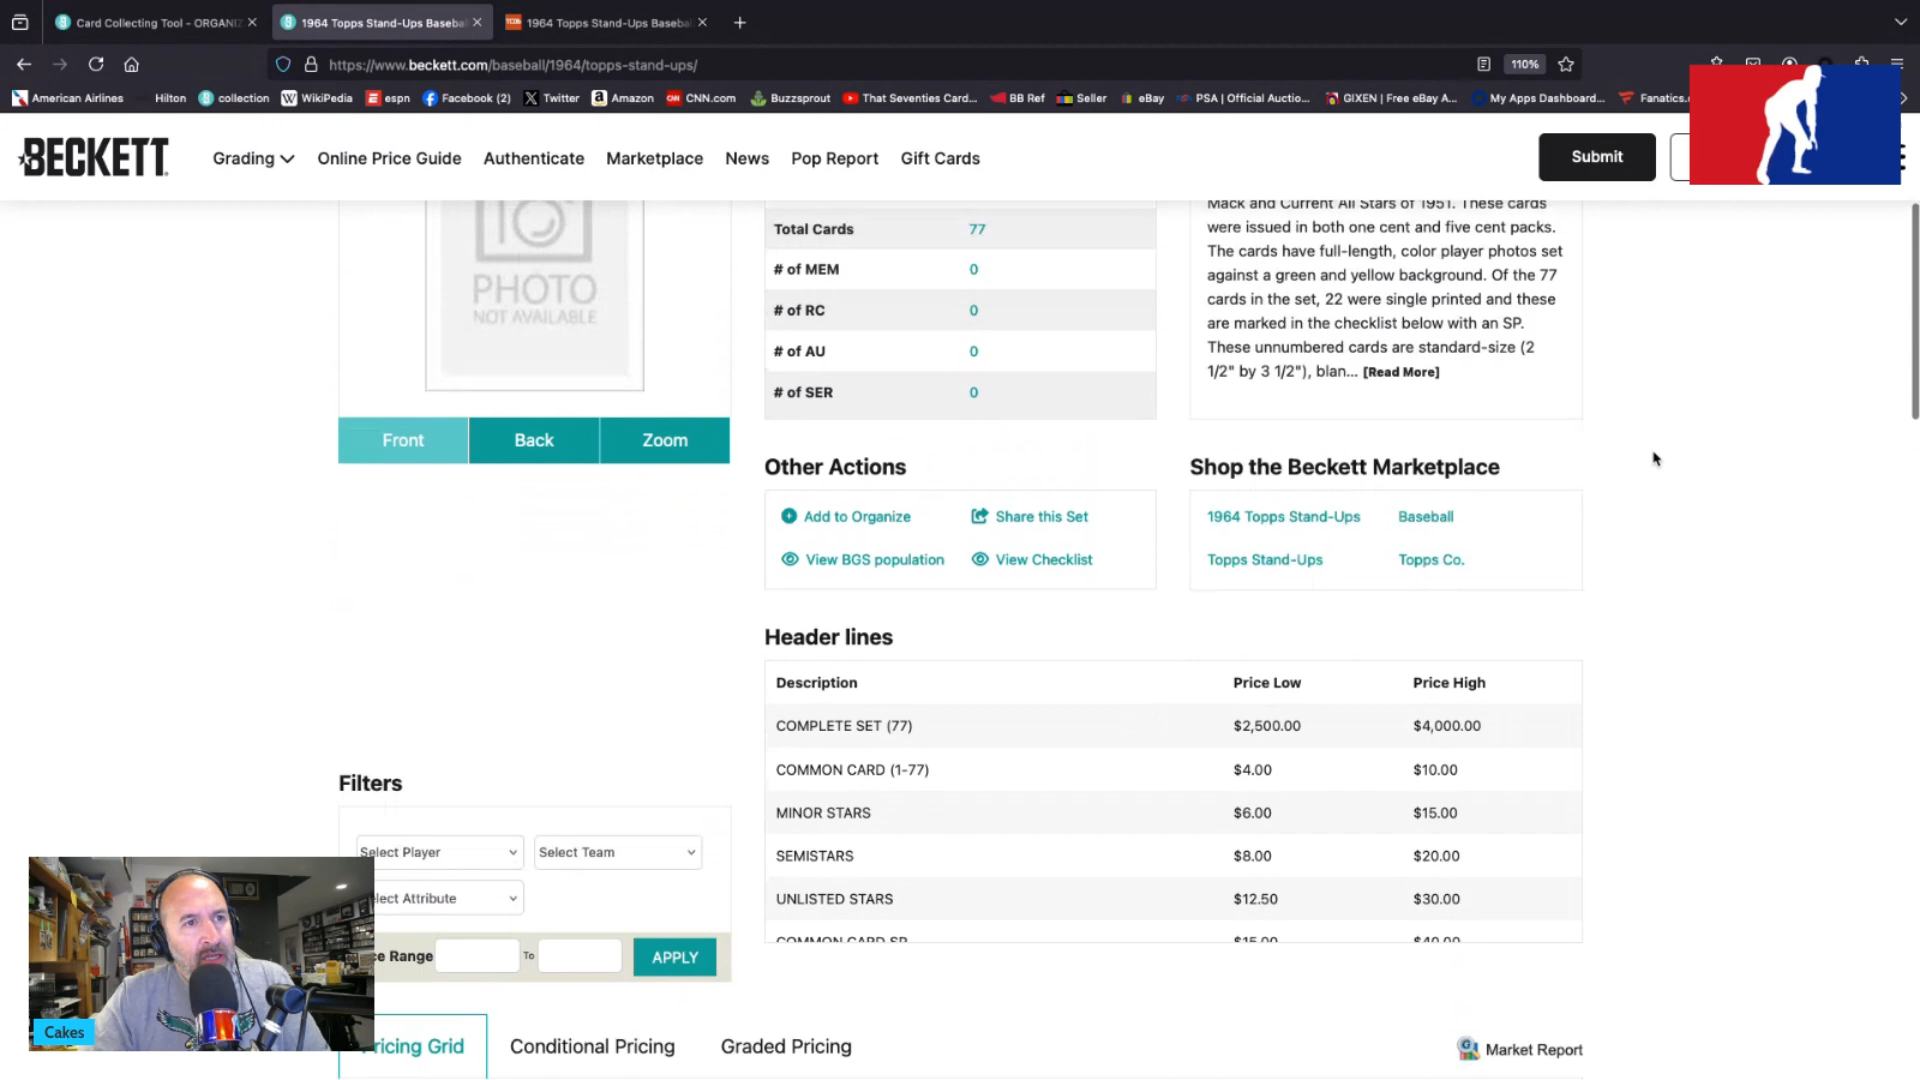 Card Collecting Tool - ORGANIZ
1964 Topps Stand-Ups Baseba
1964 Topps Stand-Ups Baseba
https://www.beckett.com/baseball/1964/topps-stand-ups/
110%
American Airlines
Hilton
collection
WikiPedia
espn
Facebook (2)
Twitter
Amazon
CNN.com
Buzzsprout
That Seventies Card...
BB Ref
Seller
eBay
PSA | Official Auctio...
GIXEN | Free eBay A...
My Apps Dashboard...
Fanatics.
BECKETT
Grading
Online Price Guide
Authenticate
Marketplace
News
Pop Report
Gift Cards
Submit
PHOTO
NOT AVAILABLE
Front
Back
Zoom
Total Cards 77
# of MEM 0
# of RC 0
# of AU 0
# of SER 0
Mack and Current All Stars of 1951. These cards
were issued in both one cent and five cent packs.
The cards have full-length, color player photos set
against a green and yellow background. Of the 77
cards in the set, 22 were single printed and these
are marked in the checklist below with an SP.
These unnumbered cards are standard-size (2
1/2" by 3 1/2"), blan... [Read More]
Other Actions
Add to Organize
Share this Set
View BGS population
View Checklist
Shop the Beckett Marketplace
1964 Topps Stand-Ups
Baseball
Topps Stand-Ups
Topps Co.
Header lines
Description Price Low Price High
COMPLETE SET (77) $2,500.00 $4,000.00
COMMON CARD (1-77) $4.00 $10.00
MINOR STARS $6.00 $15.00
SEMISTARS $8.00 $20.00
UNLISTED STARS $12.50 $30.00
COMMON CARD SP $15.00 $40.00
Filters
Select Player
Select Team
lect Attribute
ce Range
To
APPLY
Cakes
ricing Grid
Conditional Pricing
Graded Pricing
Market Report